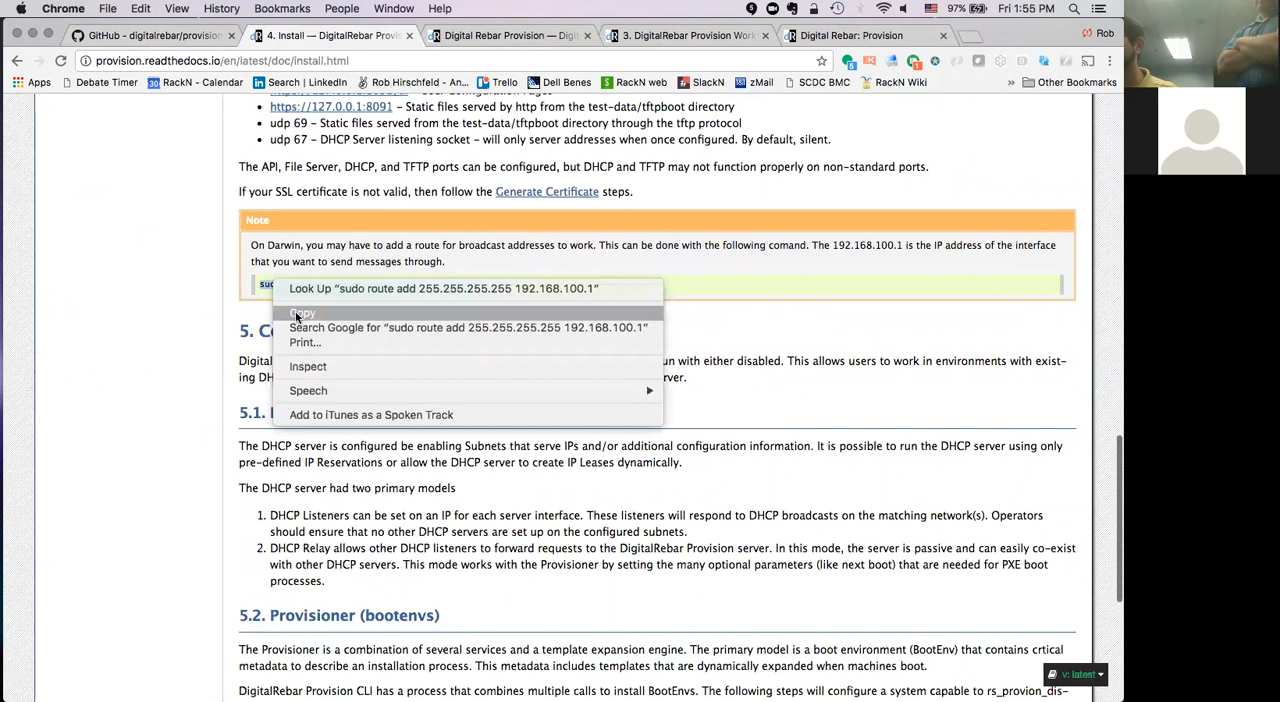 Chrome File Edit View History Bookmarks People Window Help 97% Fri 1:55 PM
GitHub - digitalrebar/provision × 4. Install — DigitalRebar Provis × Digital Rebar Provision — Digit × 3. DigitalRebar Provision Work × Digital Rebar: Provision × Rob
provision.readthedocs.io/en/latest/doc/install.html
Apps Debate Timer RackN - Calendar Search | LinkedIn Rob Hirschfeld - An... Trello Dell Benes RackN web SlackN zMail SCDC BMC RackN Wiki » Other Bookmarks
https://127.0.0.1:8091 – Static files served by http from the test-data/tftpboot directory
udp 69 – Static files served from the test-data/tftpboot directory through the tftp protocol
udp 67 – DHCP Server listening socket – will only server addresses when once configured. By default, silent.
The API, File Server, DHCP, and TFTP ports can be configured, but DHCP and TFTP may not function properly on non-standard ports.
If your SSL certificate is not valid, then follow the Generate Certificate steps.
Note
On Darwin, you may have to add a route for broadcast addresses to work. This can be done with the following comand. The 192.168.100.1 is the IP address of the interface
that you want to send messages through.
Look Up “sudo route add 255.255.255.255 192.168.100.1”
Copy
Search Google for “sudo route add 255.255.255.255 192.168.100.1”
Print...
Inspect
Speech
Add to iTunes as a Spoken Track
5. Co
Digital un with either disabled. This allows users to work in environments with exist-
ing DH rver.
5.1.
The DHCP server is configured be enabling Subnets that serve IPs and/or additional configuration information. It is possible to run the DHCP server using only
pre-defined IP Reservations or allow the DHCP server to create IP Leases dynamically.
The DHCP server had two primary models
1. DHCP Listeners can be set on an IP for each server interface. These listeners will respond to DHCP broadcasts on the matching network(s). Operators
should ensure that no other DHCP servers are set up on the configured subnets.
2. DHCP Relay allows other DHCP listeners to forward requests to the DigitalRebar Provision server. In this mode, the server is passive and can easily co-exist
with other DHCP servers. This mode works with the Provisioner by setting the many optional parameters (like next boot) that are needed for PXE boot
processes.
5.2. Provisioner (bootenvs)
The Provisioner is a combination of several services and a template expansion engine. The primary model is a boot environment (BootEnv) that contains crtical
metadata to describe an installation process. This metadata includes templates that are dynamically expanded when machines boot.
DigitalRebar Provision CLI has a process that combines multiple calls to install BootEnvs. The following steps will configure a system capable to rs_provion_dis-
v: latest